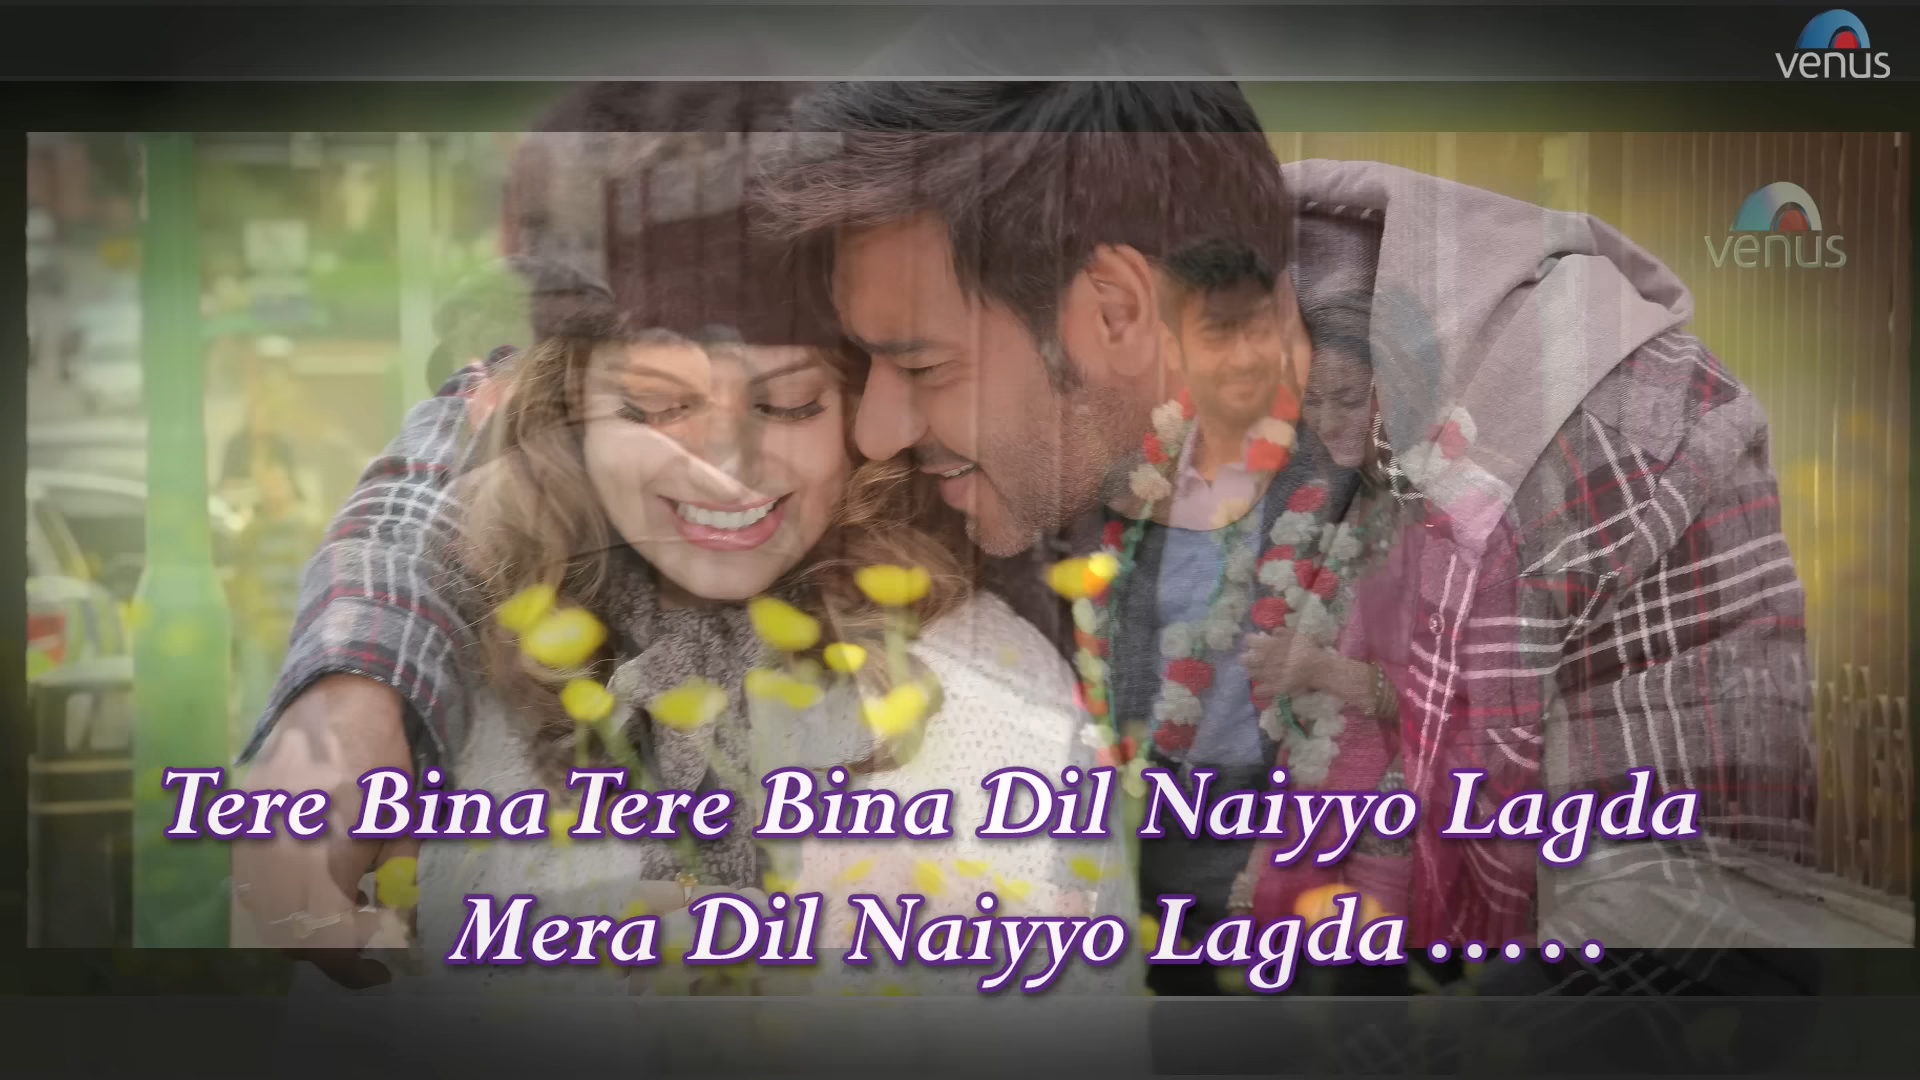 venus
venus
Tere Bina Tere Bina Dil Naiyyo Lagda
Mera Dil Naiyyo Lagda .....